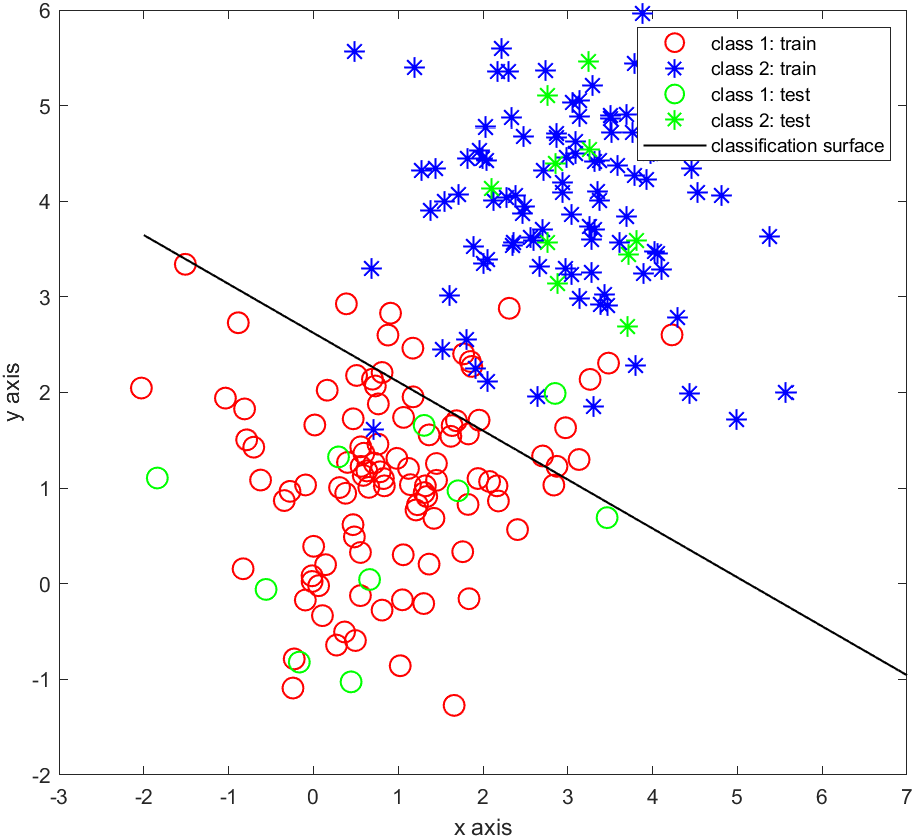 6
5
4
3
2
1
0
-1
-2
-3
-2
-1
0
1
2
3
4
5
6
7
x axis
y axis
class 1: train
class 2: train
class 1: test
class 2: test
classification surface